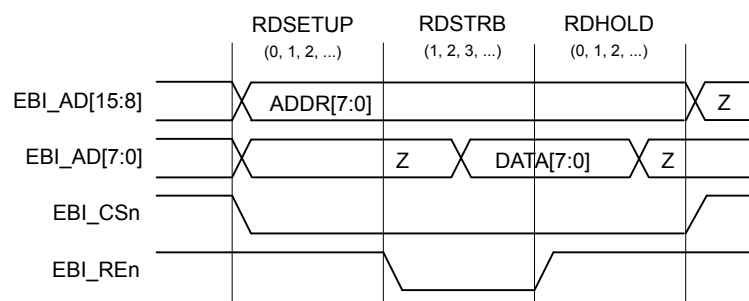 RDSETUP RDSTRB RDHOLD
(0, 1, 2, ...) (1, 2, 3, ...) (0, 1, 2, ...)
EBI_AD[15:8] ADDR[7:0] Z
EBI_AD[7:0] Z DATA[7:0] Z
EBI_CSn
EBI_REn